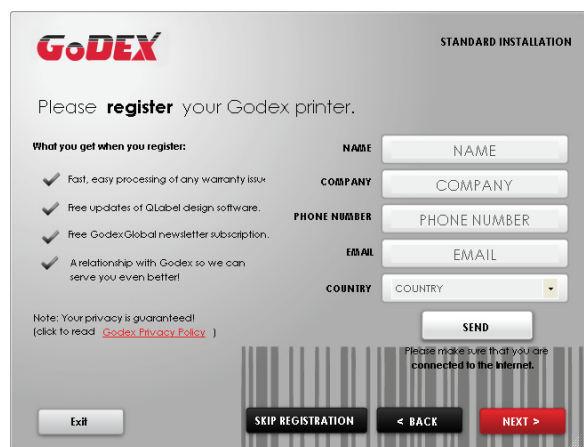 GoDEX
STANDARD INSTALLATION
Please register your Godex printer.
What you get when you register:
Fast, easy processing of any warranty issu
Free updates of QLabel design software.
Free GodexGlobal newsletter subscription.
A relationship with Godex so we can
serve you even better!
Note: Your privacy is guaranteed!
(click to read Godex Privacy Policy )
NAME NAME
COMPANY COMPANY
PHONE NUMBER PHONE NUMBER
EMAIL EMAIL
COUNTRY COUNTRY
SEND
Please make sure that you are
connected to the Internet.
Exit
SKIP REGISTRATION
< BACK
NEXT >